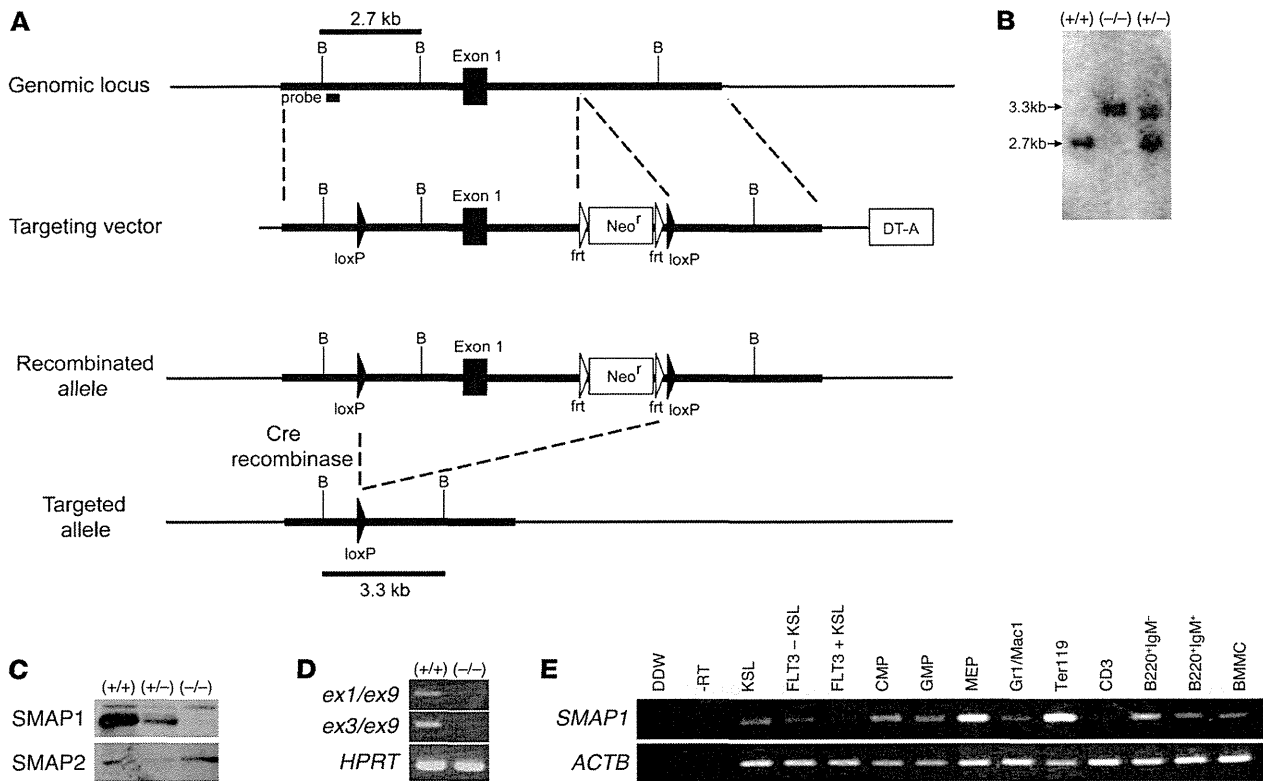 A
2.7 kb
B B Exon 1 B
Genomic locus
probe
B B Exon 1 B
Targeting vector
Neoʳ
DT-A
loxP frt frt loxP
B B Exon 1 B
Recombinated
allele
Neoʳ
loxP frt frt loxP
Cre
recombinase
B B
Targeted
allele
loxP
3.3 kb
B
(+/+) (–/–) (+/–)
3.3kb
2.7kb
C
(+/+) (+/–) (–/–)
SMAP1
SMAP2
D
(+/+) (–/–)
ex1/ex9
ex3/ex9
HPRT
E
DDW
-RT
KSL
FLT3 – KSL
FLT3 + KSL
CMP
GMP
MEP
Gr1/Mac1
Ter119
CD3
B220⁺IgM⁻
B220⁺IgM⁺
BMMC
SMAP1
ACTB